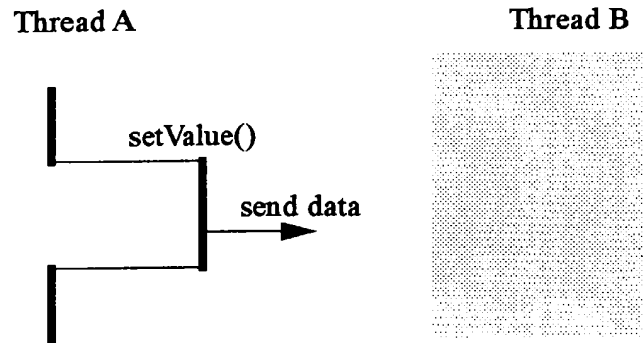 Thread A
Thread B
setValue()
send data